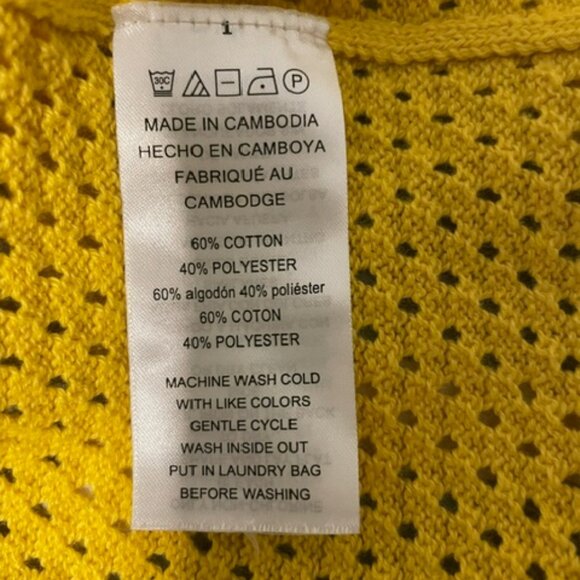 1
30C P
MADE IN CAMBODIA
HECHO EN CAMBOYA
FABRIQUÉ AU
CAMBODGE
60% COTTON
40% POLYESTER
60% algodón 40% poliéster
60% COTON
40% POLYESTER
MACHINE WASH COLD
WITH LIKE COLORS
GENTLE CYCLE
WASH INSIDE OUT
PUT IN LAUNDRY BAG
BEFORE WASHING